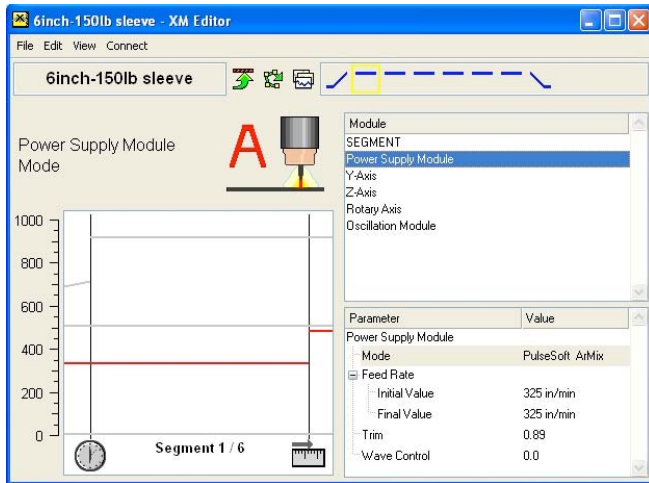 6inch-150lb sleeve - XM Editor
File Edit View Connect
6inch-150lb sleeve
Power Supply Module
Mode
A
Module
SEGMENT
Power Supply Module
Y-Axis
Z-Axis
Rotary Axis
Oscillation Module
1000
800
600
400
200
0
Segment 1 / 6
Parameter Value
Power Supply Module
Mode PulseSoft ArMix
Feed Rate
Initial Value 325 in/min
Final Value 325 in/min
Trim 0.89
Wave Control 0.0